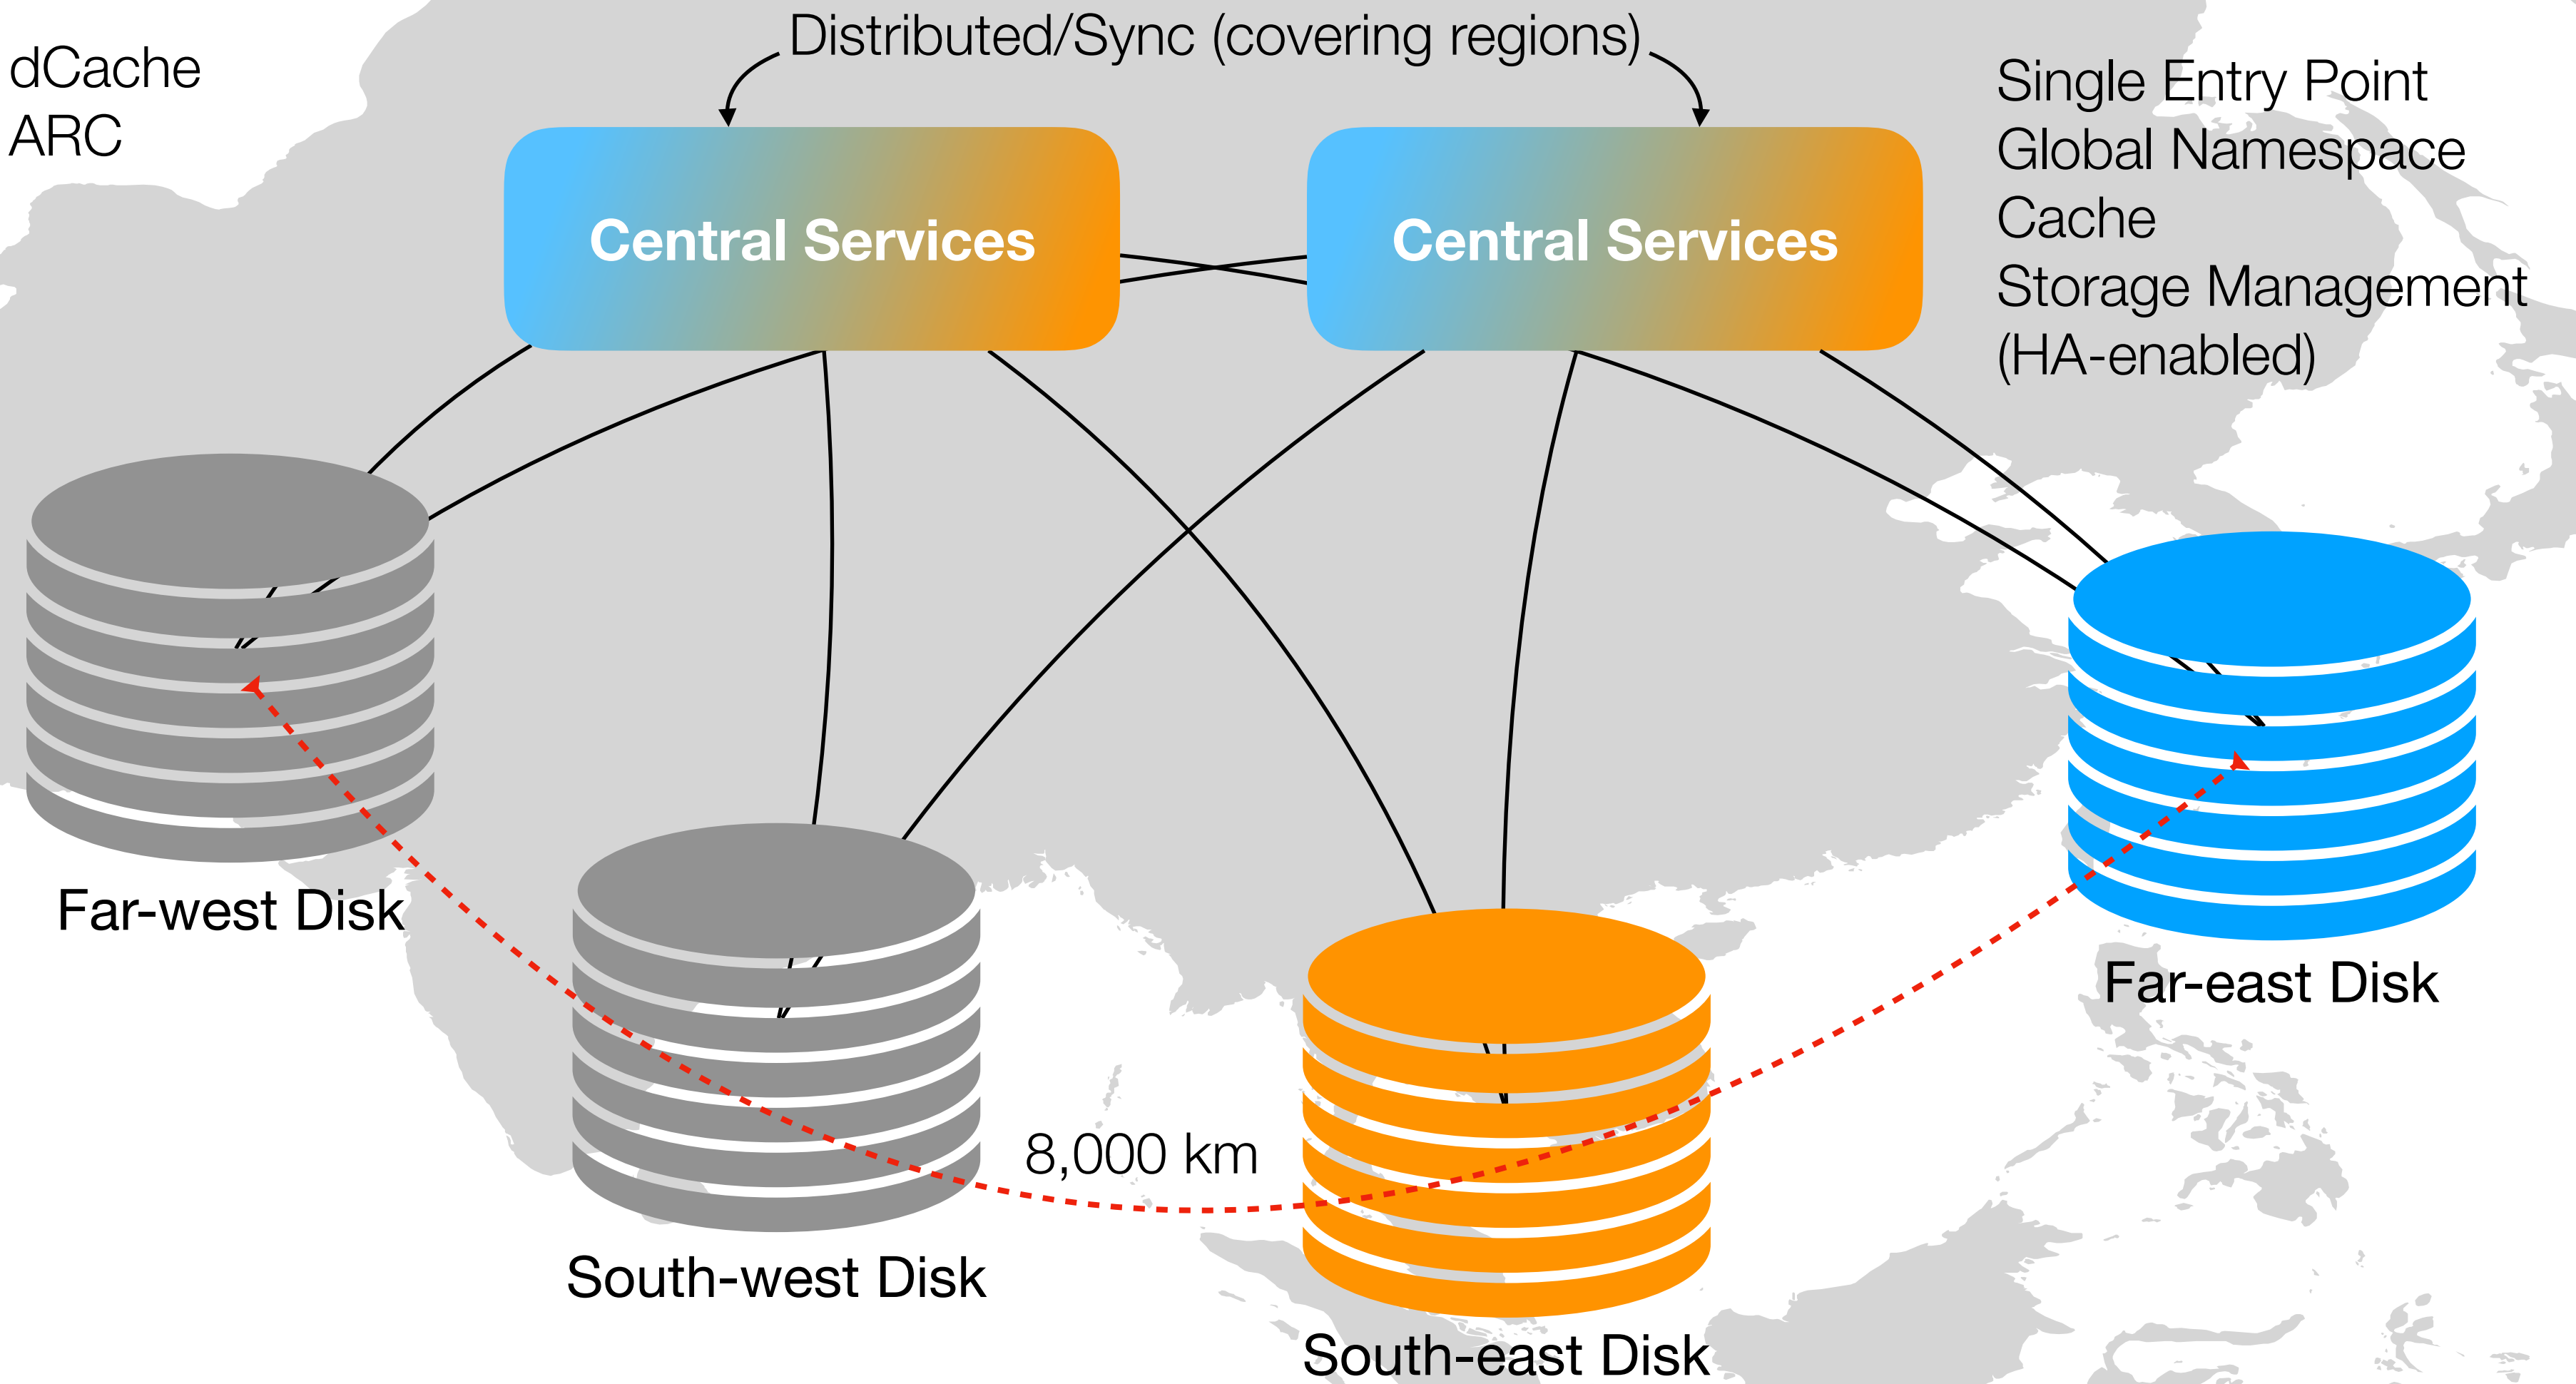 Distributed/Sync (covering regions)
dCache
ARC
Single Entry Point
Global Namespace
Cache
Storage Management
(HA-enabled)
Central Services
Central Services
Far-west Disk
Far-east Disk
8,000 km
South-west Disk
South-east Disk